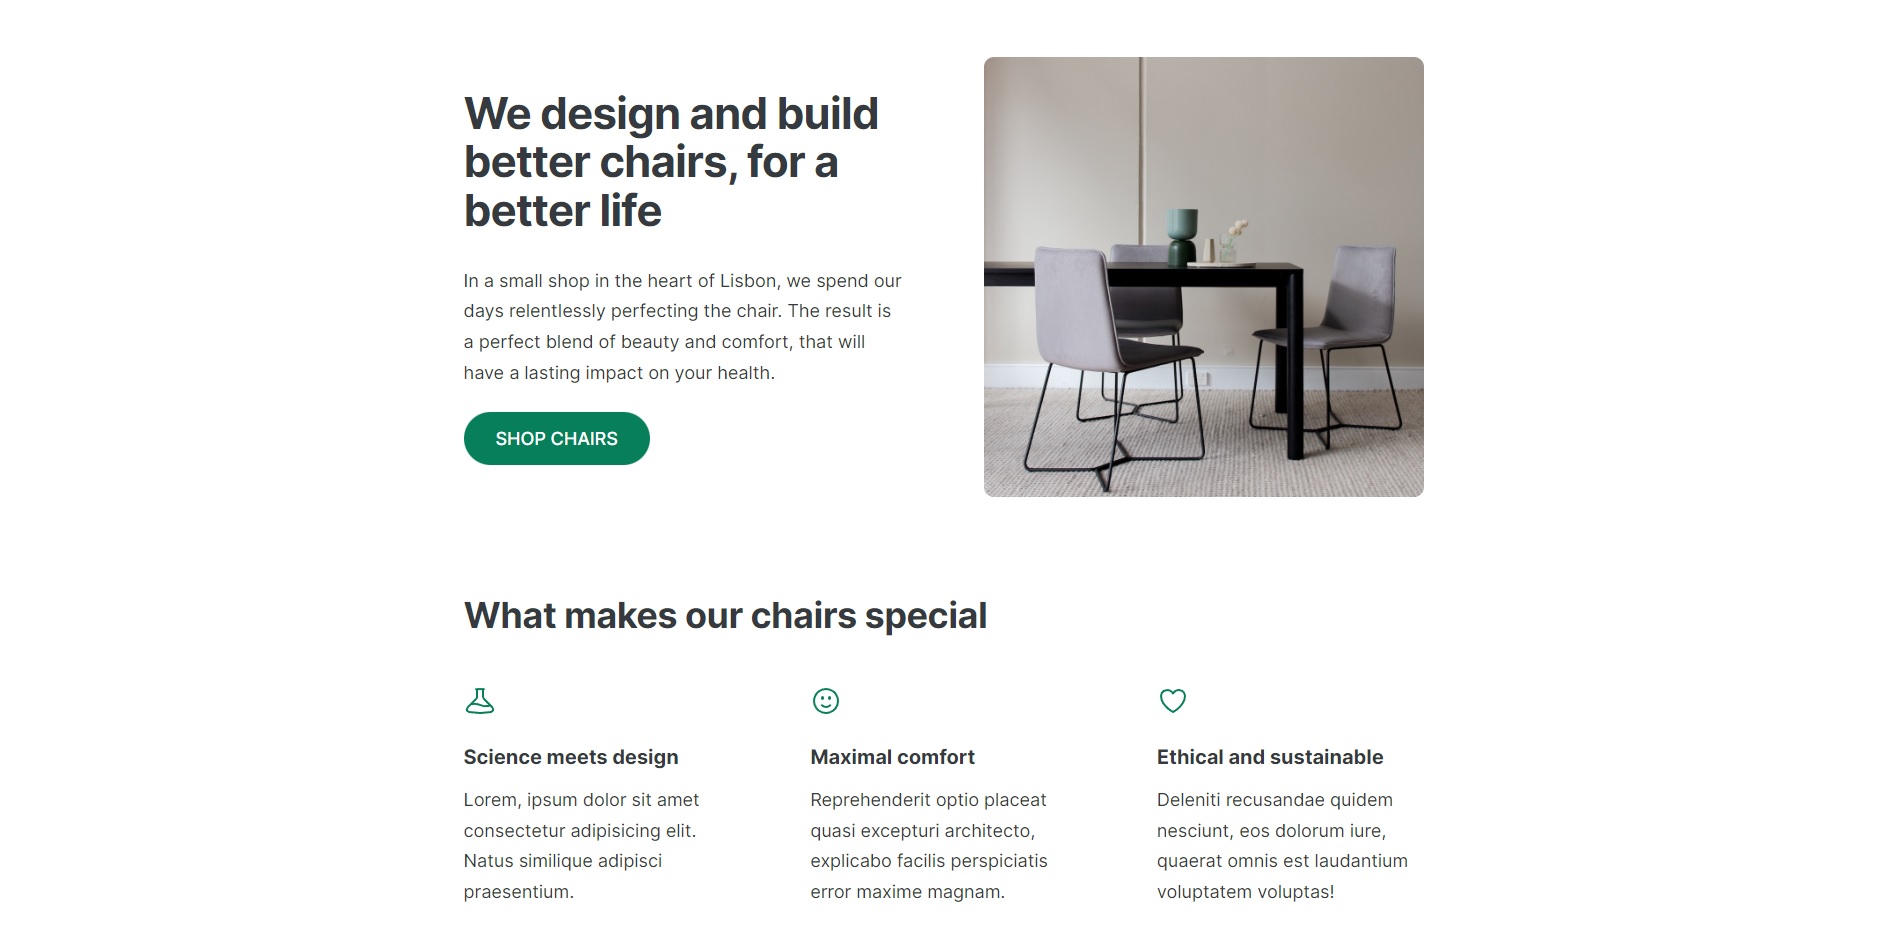 We design and build
better chairs, for a
better life
In a small shop in the heart of Lisbon, we spend our
days relentlessly perfecting the chair. The result is
a perfect blend of beauty and comfort, that will
have a lasting impact on your health.
SHOP CHAIRS
What makes our chairs special
Science meets design
Lorem, ipsum dolor sit amet
consectetur adipisicing elit.
Natus similique adipisci
praesentium.
Maximal comfort
Reprehenderit optio placeat
quasi excepturi architecto,
explicabo facilis perspiciatis
error maxime magnam.
Ethical and sustainable
Deleniti recusandae quidem
nesciunt, eos dolorum iure,
quaerat omnis est laudantium
voluptatem voluptas!